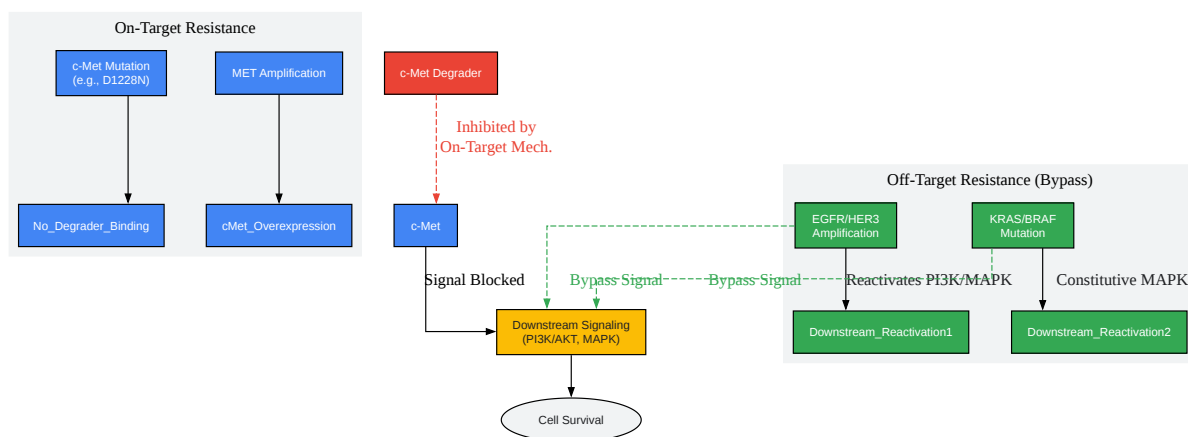 On-Target Resistance
c-Met Mutation
(e.g., D1228N)
MET Amplification
c-Met Degrader
Inhibited by
On-Target Mech.
Off-Target Resistance (Bypass)
No_Degrader_Binding
cMet_Overexpression
c-Met
EGFR/HER3
Amplification
KRAS/BRAF
Mutation
Signal Blocked
Bypass Signal
Bypass Signal
Reactivates PI3K/MAPK
Constitutive MAPK
Downstream Signaling
(PI3K/AKT, MAPK)
Downstream_Reactivation1
Downstream_Reactivation2
Cell Survival